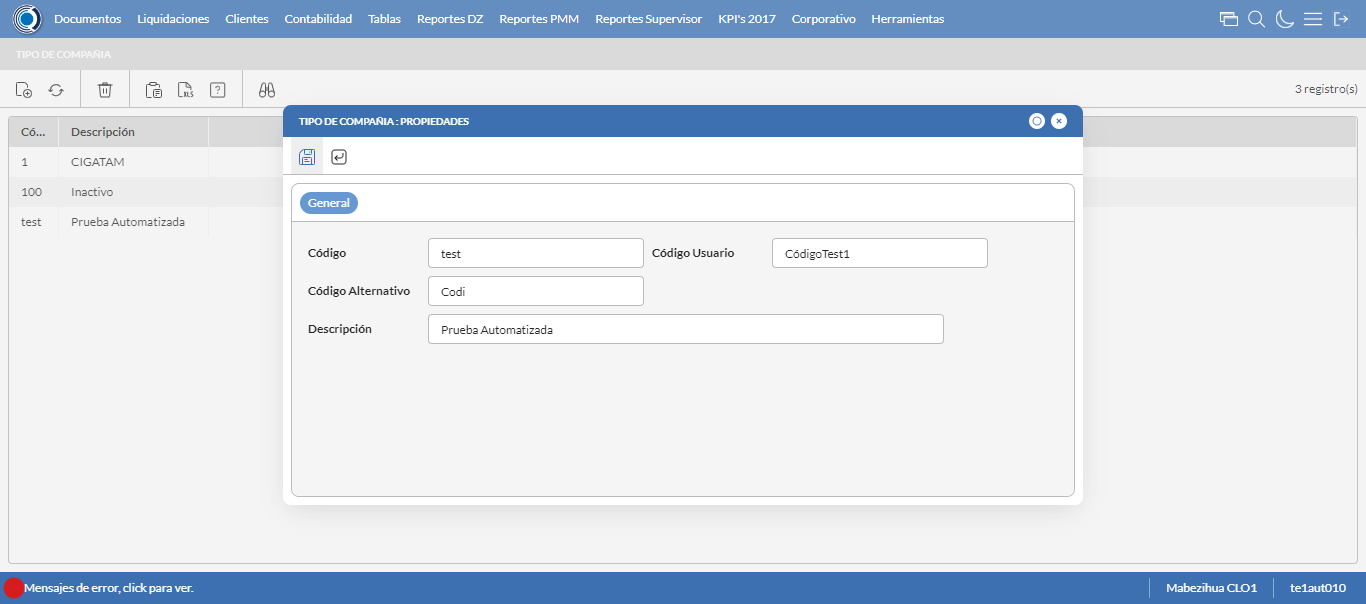 Documentos Liquidaciones Clientes Contabilidad Tablas Reportes DZ Reportes PMM Reportes Supervisor KPI's 2017 Corporativo Herramientas
TIPO DE COMPAÑIA
XLS ? 3 registro(s)
Có... Descripción
1 CIGATAM
100 Inactivo
test Prueba Automatizada
TIPO DE COMPAÑIA : PROPIEDADES
General
Código test Código Usuario CódigoTest1
Código Alternativo Codi
Descripción Prueba Automatizada
Mensajes de error, click para ver. Mabezihua CLO1 te1aut010